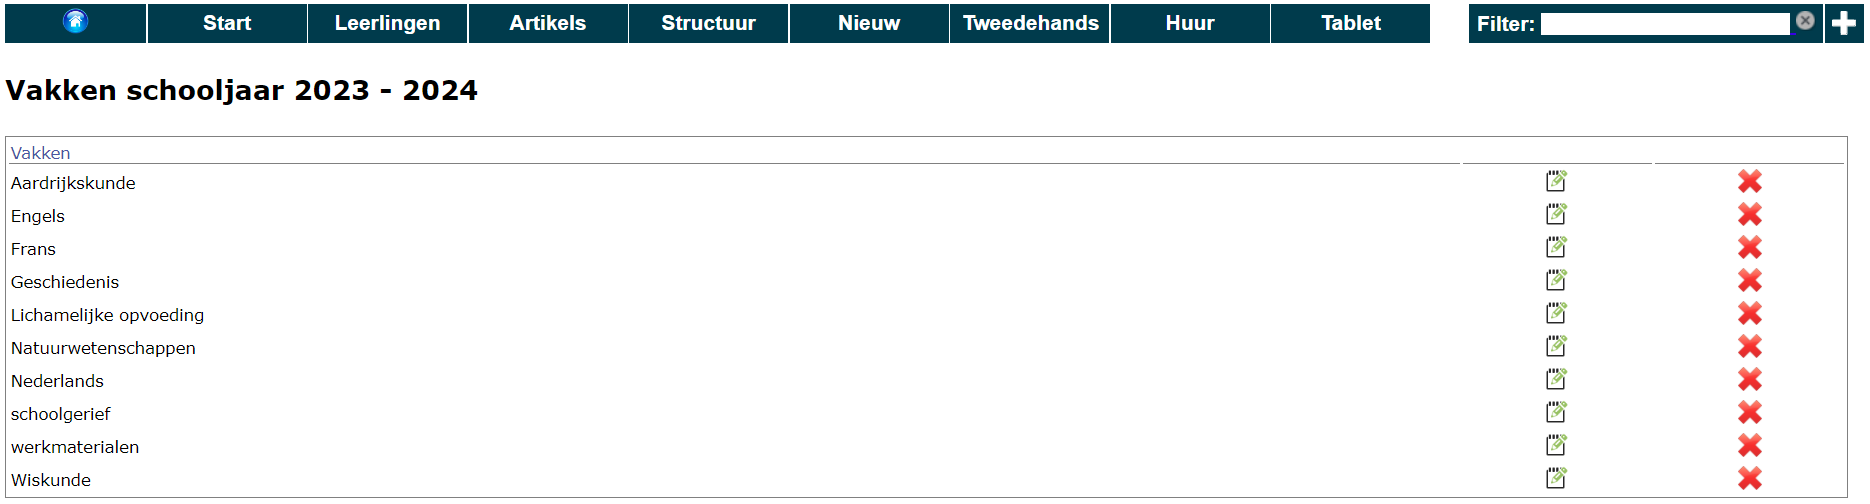 Start Leerlingen Artikels Structuur Nieuw Tweedehands Huur Tablet Filter:
Vakken schooljaar 2023 - 2024
Vakken
Aardrijkskunde
Engels
Frans
Geschiedenis
Lichamelijke opvoeding
Natuurwetenschappen
Nederlands
schoolgerief
werkmaterialen
Wiskunde